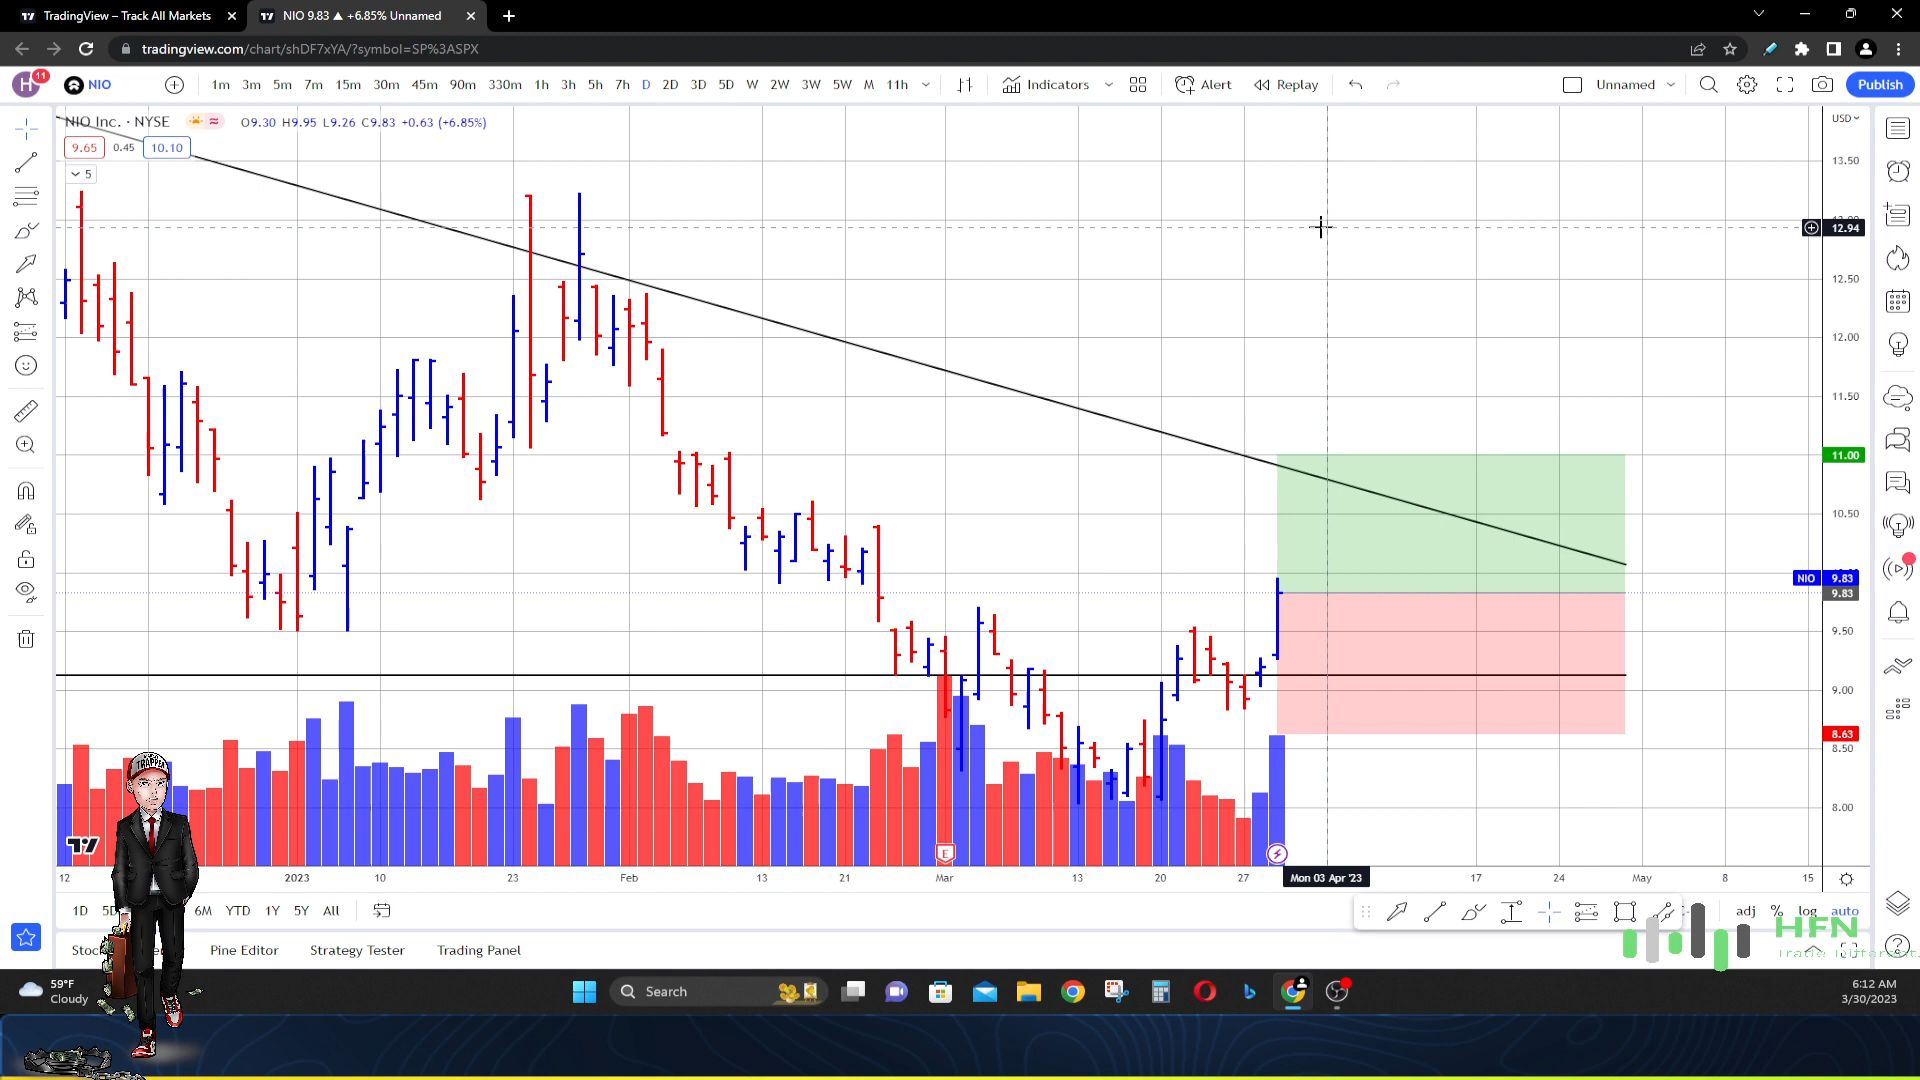 TradingView – Track All Markets
NIO 9.83 ▲ +6.85% Unnamed
tradingview.com/chart/shDF7xYA/?symbol=SP%3ASPX
H 11 NIO 1m 3m 5m 7m 15m 30m 45m 90m 330m 1h 3h 5h 7h D 2D 3D 5D W 2W 3W 5W M 11h Indicators Alert Replay Unnamed Publish
NIO Inc. · NYSE O9.30 H9.95 L9.26 C9.83 +0.63 (+6.85%)
USD
9.65 0.45 10.10
5
13.50
13.00
12.94
12.50
12.00
11.50
11.00
10.50
NIO 9.83
9.83
9.50
9.00
8.63
8.50
8.00
TRAPPER
E
12 2023 10 23 Feb 13 21 Mar 13 20 27 Mon 03 Apr '23 17 24 May 8 15
1D 5D 6M YTD 1Y 5Y All
adj % log auto
HFN
Trade Different
Pine Editor Strategy Tester Trading Panel
59°F
Cloudy
Search
6:12 AM
3/30/2023